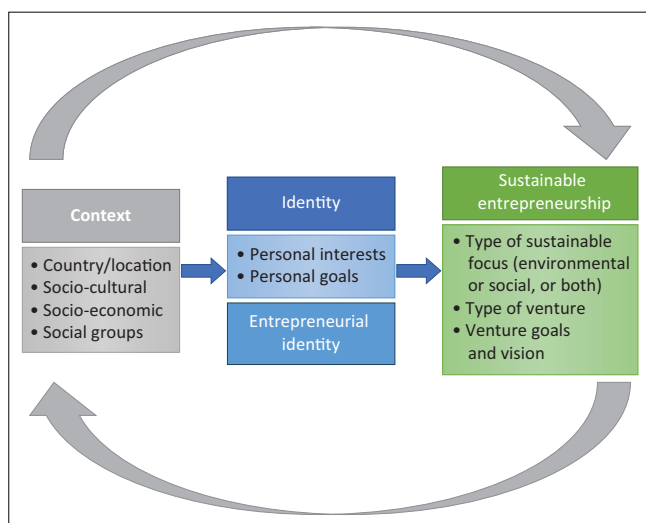 Context
• Country/location
• Socio-cultural
• Socio-economic
• Social groups
Identity
• Personal interests
• Personal goals
Entrepreneurial
identity
Sustainable
entrepreneurship
• Type of sustainable
focus (environmental
or social, or both)
• Type of venture
• Venture goals
and vision